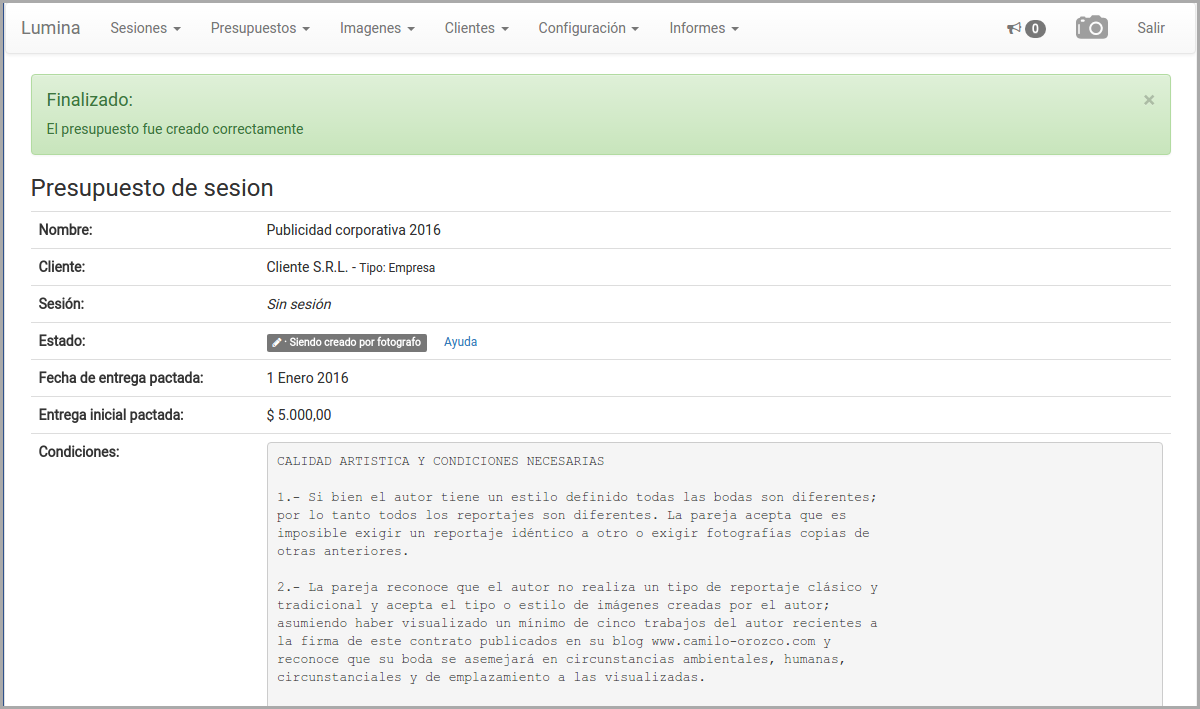 Lumina Sesiones Presupuestos Imagenes Clientes Configuración Informes 0 Salir
Finalizado: ×
El presupuesto fue creado correctamente
Presupuesto de sesion
Nombre: Publicidad corporativa 2016
Cliente: Cliente S.R.L. - Tipo: Empresa
Sesión: Sin sesión
Estado: · Siendo creado por fotografo Ayuda
Fecha de entrega pactada: 1 Enero 2016
Entrega inicial pactada: $ 5.000,00
Condiciones:
CALIDAD ARTISTICA Y CONDICIONES NECESARIAS
1.- Si bien el autor tiene un estilo definido todas las bodas son diferentes;
por lo tanto todos los reportajes son diferentes. La pareja acepta que es
imposible exigir un reportaje idéntico a otro o exigir fotografías copias de
otras anteriores.
2.- La pareja reconoce que el autor no realiza un tipo de reportaje clásico y
tradicional y acepta el tipo o estilo de imágenes creadas por el autor;
asumiendo haber visualizado un mínimo de cinco trabajos del autor recientes a
la firma de este contrato publicados en su blog www.camilo-orozco.com y
reconoce que su boda se asemejará en circunstancias ambientales, humanas,
circunstanciales y de emplazamiento a las visualizadas.